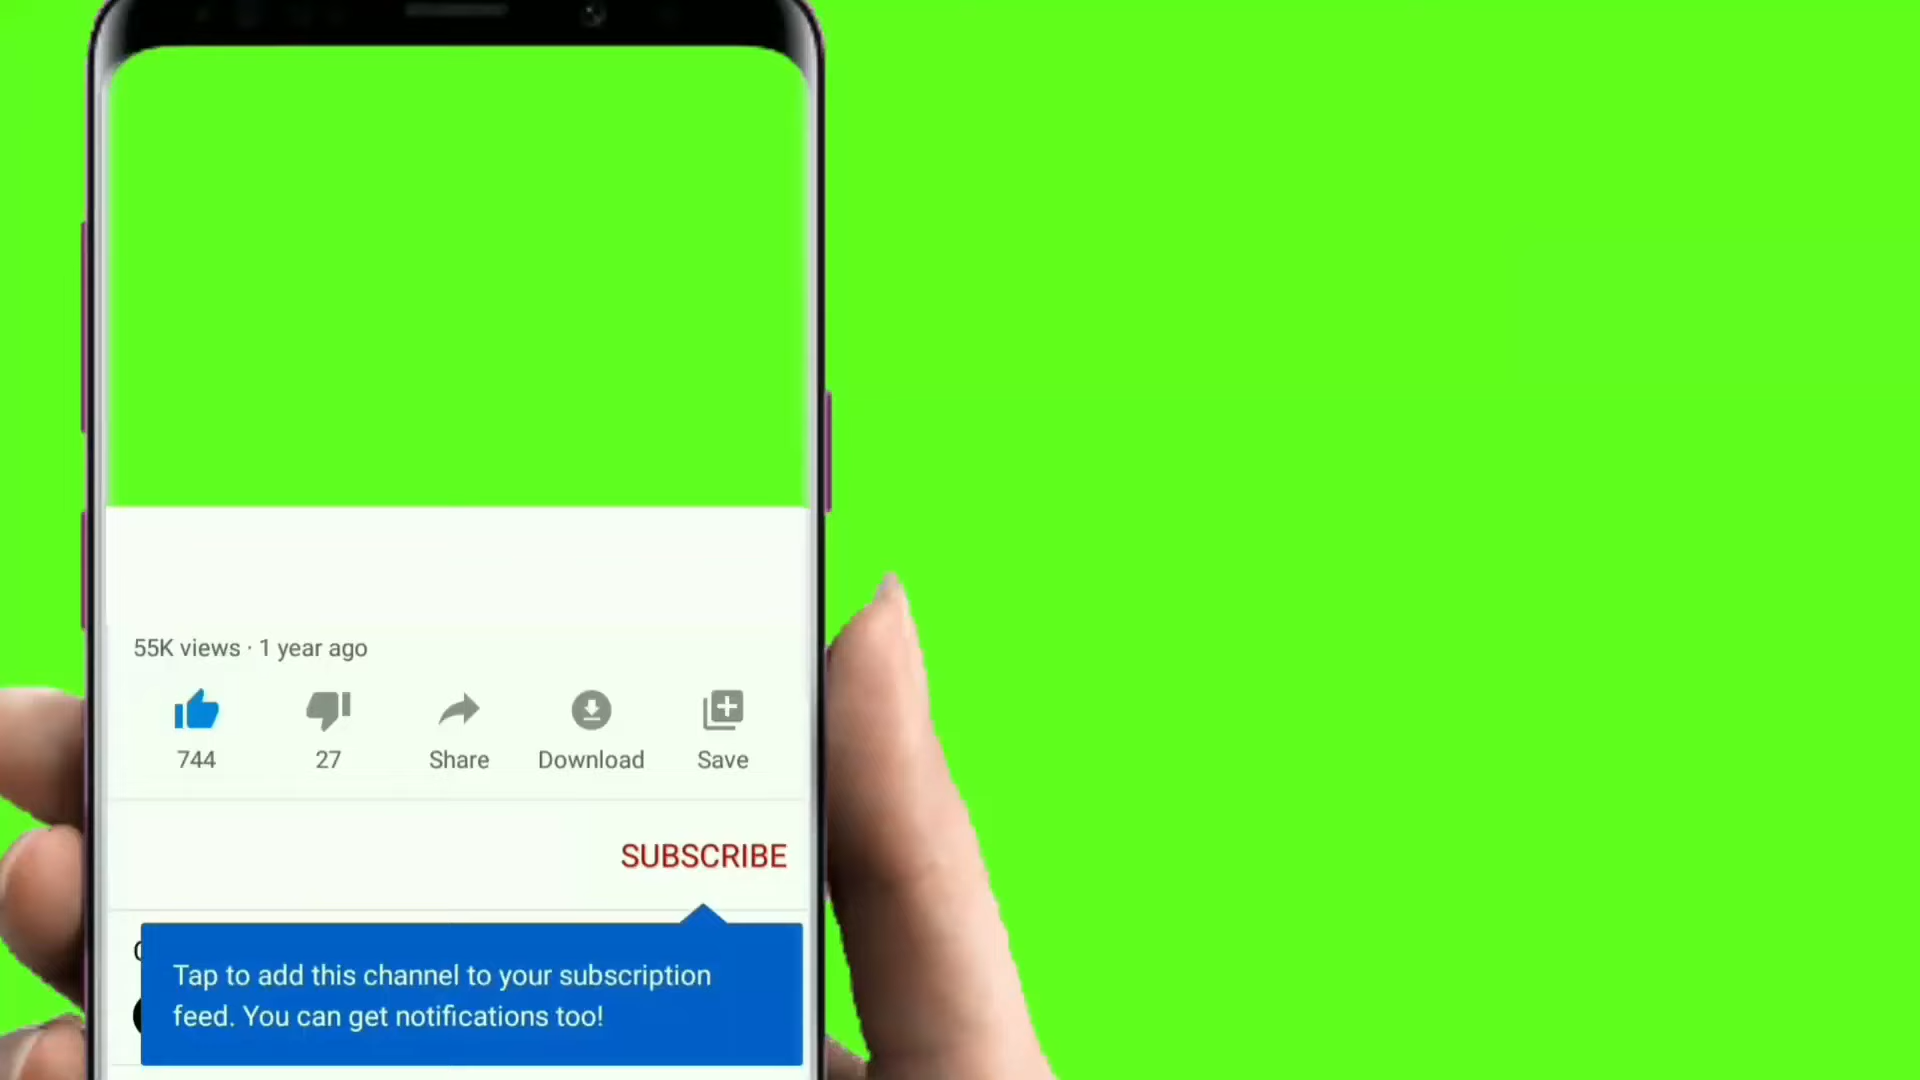 55K views · 1 year ago
744 27 Share Download Save
SUBSCRIBE
Tap to add this channel to your subscription
feed. You can get notifications too!